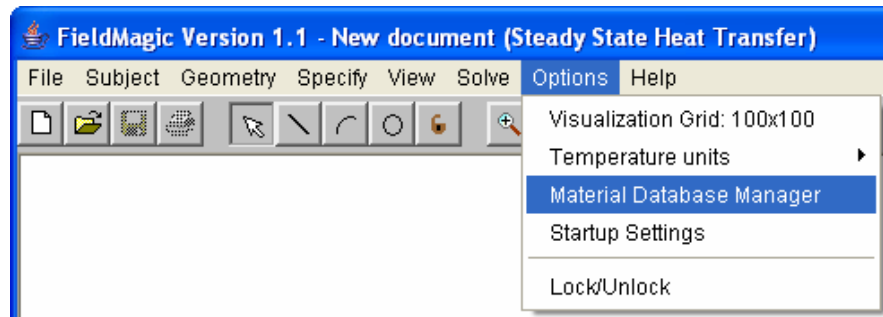 FieldMagic Version 1.1 - New document (Steady State Heat Transfer)
File Subject Geometry Specify View Solve Options Help
Visualization Grid: 100x100
Temperature units
Material Database Manager
Startup Settings
Lock/Unlock